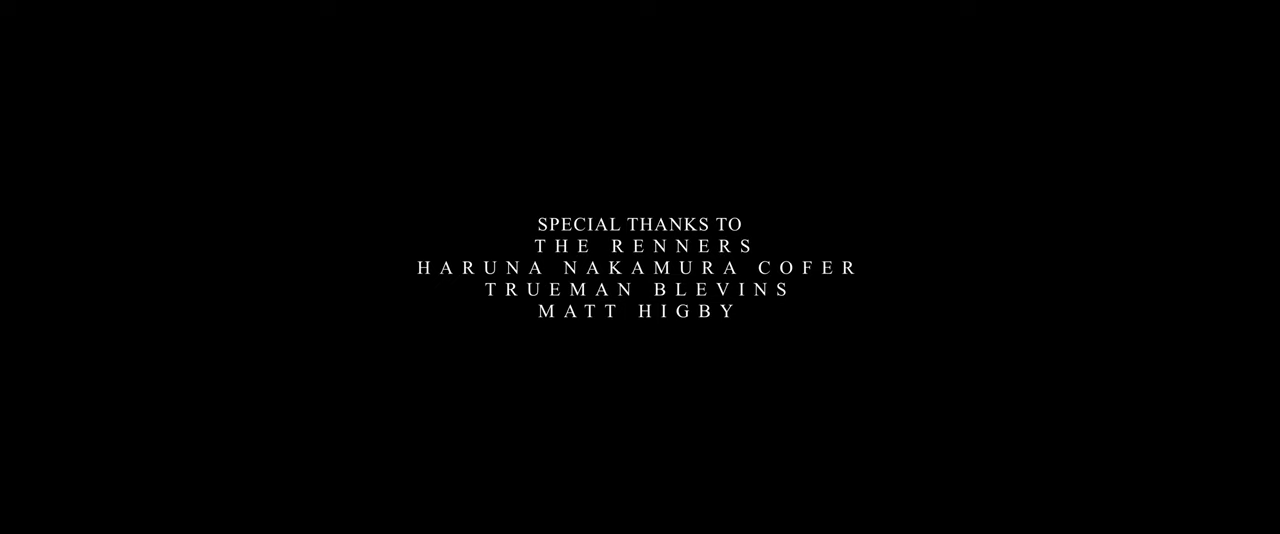 SPECIAL THANKS TO
THE RENNERS
HARUNA NAKAMURA COFER
TRUEMAN BLEVINS
MATT HIGBY